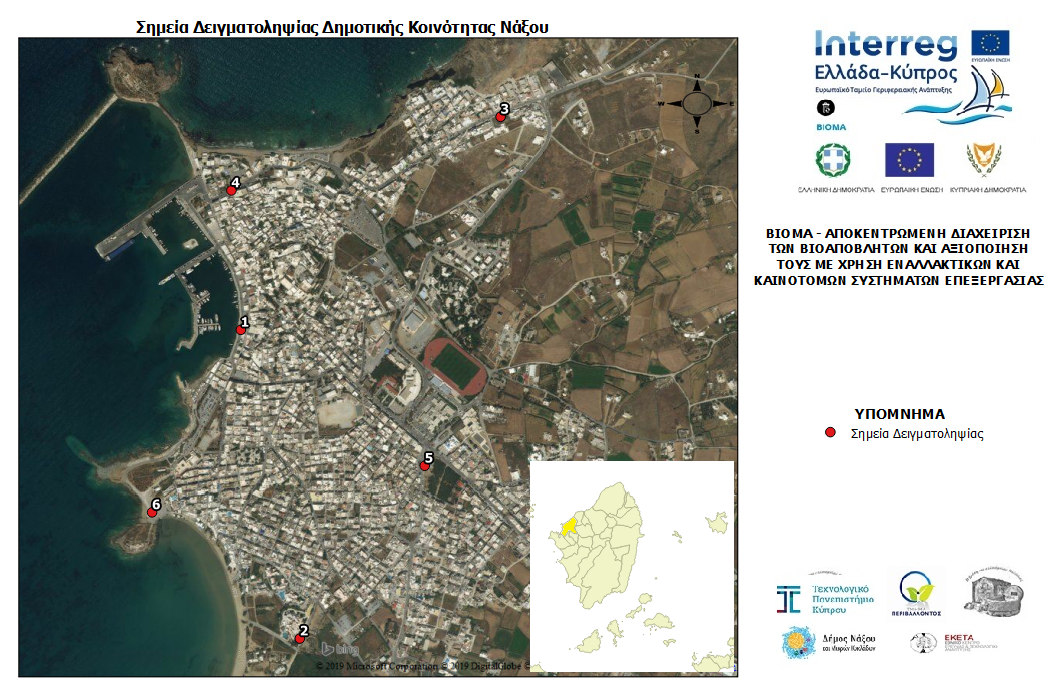 Σημεία Δειγματοληψίας Δημοτικής Κοινότητας Νάξου
N
W
E
S
3
4
1
5
6
2
bing
© 2019 Microsoft Corporation © 2019 DigitalGlobe ©
Interreg
ΕΥΡΩΠΑΪΚΗ ΕΝΩΣΗ
Ελλάδα-Κύπρος
Ευρωπαϊκό Ταμείο Περιφερειακής Ανάπτυξης
BIOMA
ΕΛΛΗΝΙΚΗ ΔΗΜΟΚΡΑΤΙΑ
ΕΥΡΩΠΑΪΚΗ ΕΝΩΣΗ
ΚΥΠΡΙΑΚΗ ΔΗΜΟΚΡΑΤΙΑ
ΒΙΟΜΑ - ΑΠΟΚΕΝΤΡΩΜΕΝΗ ΔΙΑΧΕΙΡΙΣΗ
ΤΩΝ ΒΙΟΑΠΟΒΛΗΤΩΝ ΚΑΙ ΑΞΙΟΠΟΙΗΣΗ
ΤΟΥΣ ΜΕ ΧΡΗΣΗ ΕΝΑΛΛΑΚΤΙΚΩΝ ΚΑΙ
ΚΑΙΝΟΤΟΜΩΝ ΣΥΣΤΗΜΑΤΩΝ ΕΠΕΞΕΡΓΑΣΙΑΣ
ΥΠΟΜΝΗΜΑ
Σημεία Δειγματοληψίας
Τεχνολογικό
Πανεπιστήμιο
Κύπρου
ΠΕΡΙΒΑΛΛΟΝΤΟΣ
Δήμος Νάξου
και Μικρών Κυκλάδων
ΕΚΕΤΑ